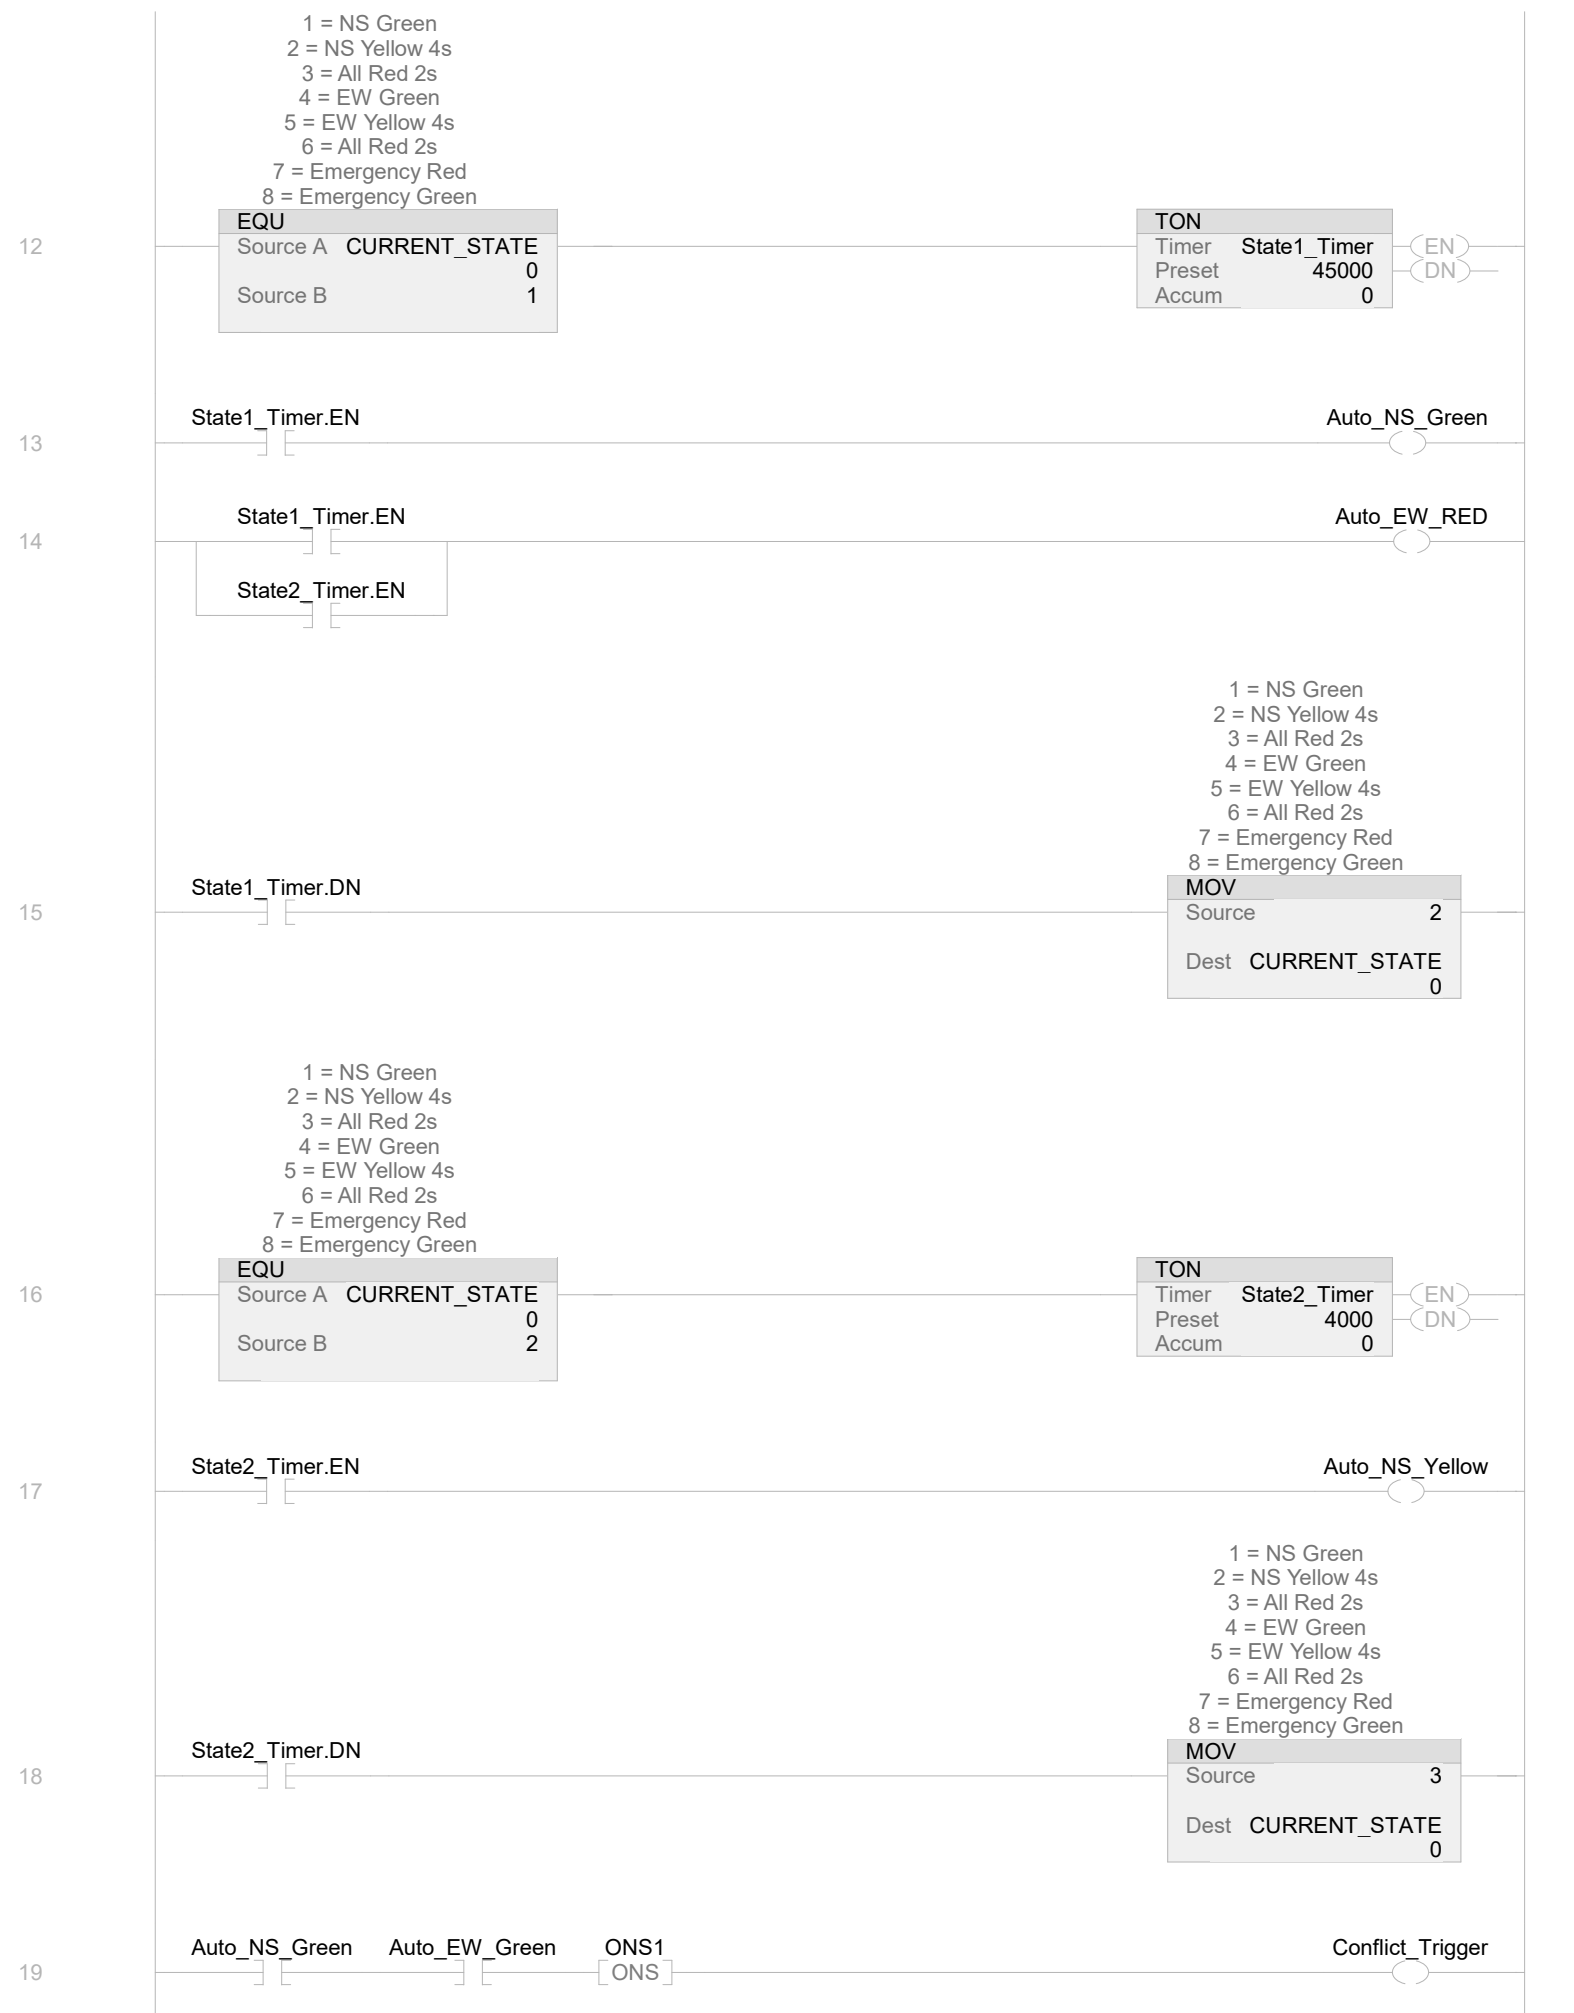 1 = NS Green
2 = NS Yellow 4s
3 = All Red 2s
4 = EW Green
5 = EW Yellow 4s
6 = All Red 2s
7 = Emergency Red
8 = Emergency Green
EQU TON
12 Source A CURRENT_STATE Timer State1_Timer EN
0 Preset 45000 DN
Source B 1 Accum 0
State1_Timer.EN Auto_NS_Green
13
State1_Timer.EN Auto_EW_RED
14
State2_Timer.EN
1 = NS Green
2 = NS Yellow 4s
3 = All Red 2s
4 = EW Green
5 = EW Yellow 4s
6 = All Red 2s
7 = Emergency Red
8 = Emergency Green
State1_Timer.DN MOV
15 Source 2
Dest CURRENT_STATE
0
1 = NS Green
2 = NS Yellow 4s
3 = All Red 2s
4 = EW Green
5 = EW Yellow 4s
6 = All Red 2s
7 = Emergency Red
8 = Emergency Green
EQU TON
16 Source A CURRENT_STATE Timer State2_Timer EN
0 Preset 4000 DN
Source B 2 Accum 0
State2_Timer.EN Auto_NS_Yellow
17
1 = NS Green
2 = NS Yellow 4s
3 = All Red 2s
4 = EW Green
5 = EW Yellow 4s
6 = All Red 2s
7 = Emergency Red
8 = Emergency Green
State2_Timer.DN MOV
18 Source 3
Dest CURRENT_STATE
0
Auto_NS_Green Auto_EW_Green ONS1 Conflict_Trigger
19 ONS